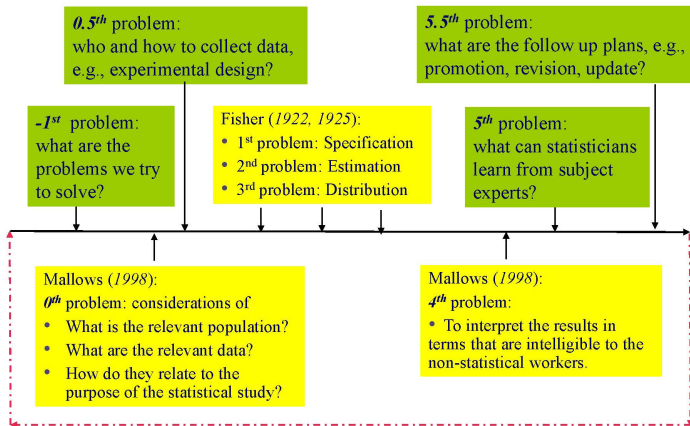 0.5th problem:
who and how to collect data,
e.g., experimental design?
5.5th problem:
what are the follow up plans, e.g.,
promotion, revision, update?
-1st problem:
what are the
problems we try
to solve?
Fisher (1922, 1925):
• 1st problem: Specification
• 2nd problem: Estimation
• 3rd problem: Distribution
5th problem:
what can statisticians
learn from subject
experts?
Mallows (1998):
0th problem: considerations of
• What is the relevant population?
• What are the relevant data?
• How do they relate to the
purpose of the statistical study?
Mallows (1998):
4th problem:
• To interpret the results in
terms that are intelligible to the
non-statistical workers.